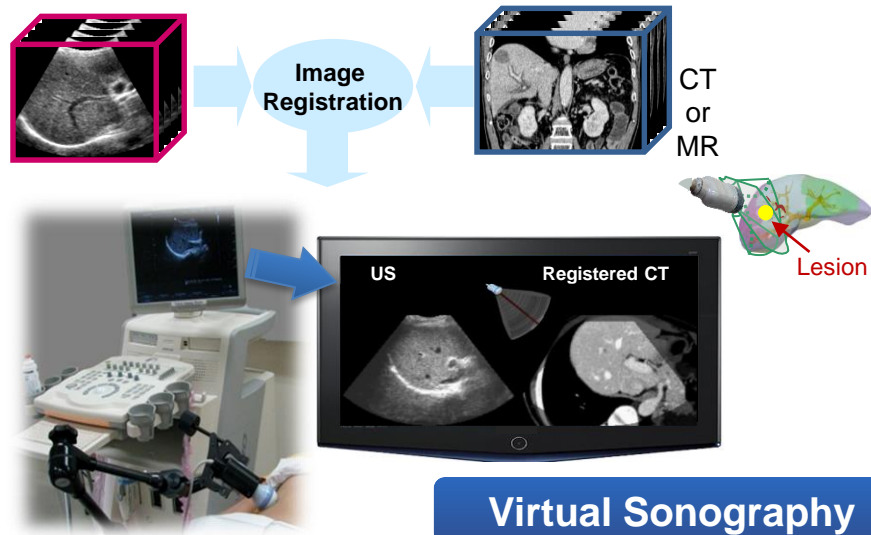 Image
Registration
CT
or
MR
Lesion
US
Registered CT
Virtual Sonography